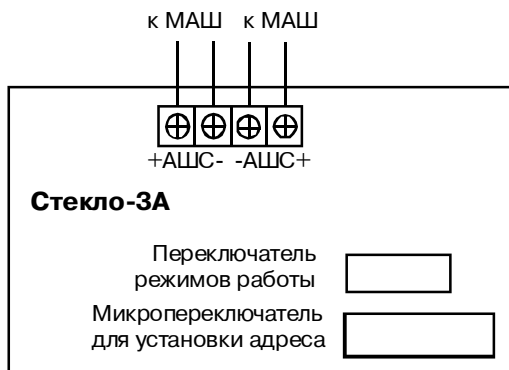 к МАШ к МАШ
+АШС- -АШС+
Стекло-3А
Переключатель
режимов работы
Микропереключатель
для установки адреса